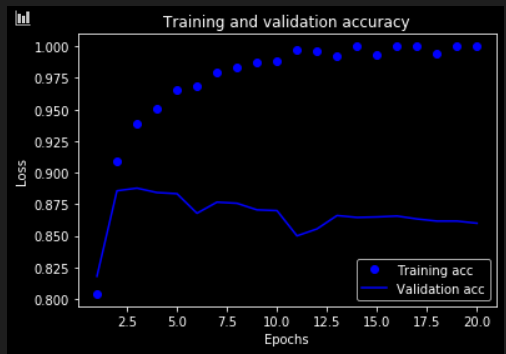 Training and validation accuracy
1.000
0.975
0.950
0.925
0.900
0.875
0.850
0.825
0.800
Loss
2.5 5.0 7.5 10.0 12.5 15.0 17.5 20.0
Epochs
Training acc
Validation acc